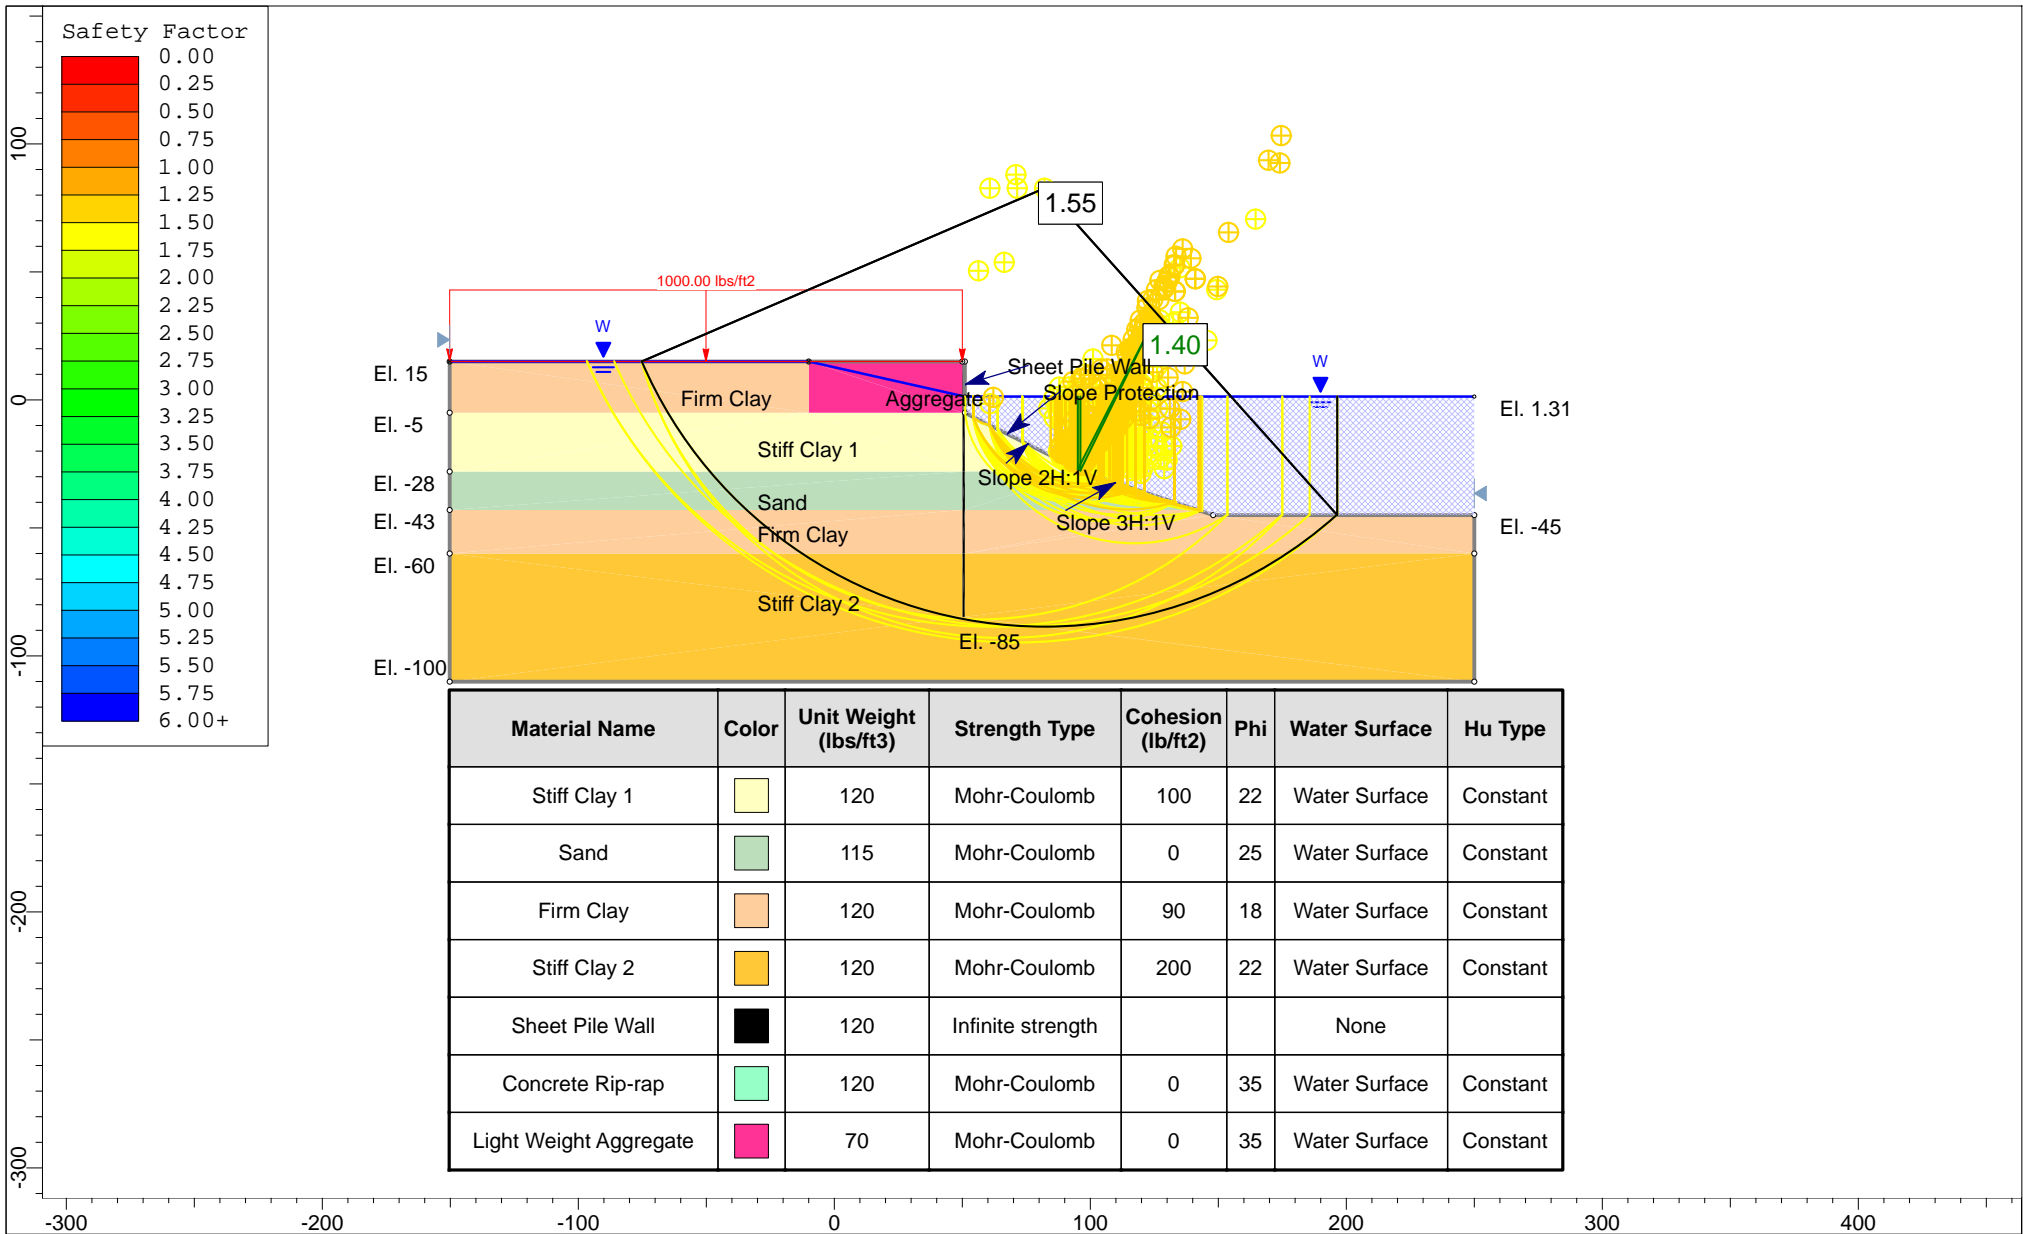 Safety Factor
0.00
0.25
0.50
0.75
1.00
1.25
1.50
1.75
2.00
2.25
2.50
2.75
3.00
3.25
3.50
3.75
4.00
4.25
4.50
4.75
5.00
5.25
5.50
5.75
6.00+
100
0
-100
-200
-300
-300
-200
-100
0
100
200
300
400
1.55
1.40
1000.00 lbs/ft2
W
W
El. 15
El. -5
El. -28
El. -43
El. -60
El. -100
El. 1.31
El. -45
El. -85
Firm Clay
Aggregate
Sheet Pile Wall
Slope Protection
Stiff Clay 1
Slope 2H:1V
Sand
Slope 3H:1V
Firm Clay
Stiff Clay 2
Material Name Color Unit Weight (lbs/ft3) Strength Type Cohesion (lb/ft2) Phi Water Surface Hu Type
Stiff Clay 1 120 Mohr-Coulomb 100 22 Water Surface Constant
Sand 115 Mohr-Coulomb 0 25 Water Surface Constant
Firm Clay 120 Mohr-Coulomb 90 18 Water Surface Constant
Stiff Clay 2 120 Mohr-Coulomb 200 22 Water Surface Constant
Sheet Pile Wall 120 Infinite strength None
Concrete Rip-rap 120 Mohr-Coulomb 0 35 Water Surface Constant
Light Weight Aggregate 70 Mohr-Coulomb 0 35 Water Surface Constant